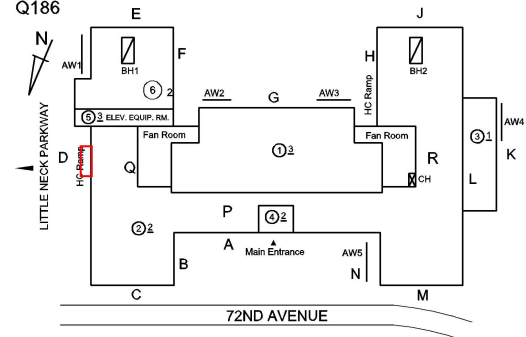 Q186
E
J
N
F
H
AW1
BH1
BH2
6
2
AW2
G
AW3
HC Ramp
AW4
5 3 ELEV. EQUIP. RM.
Fan Room
Fan Room
3 1
K
LITTLE NECK PARKWAY
D
HC Ramp
Q
1 3
R
CH
L
P
4 2
2 2
A
Main Entrance
B
AW5
N
C
M
72ND AVENUE